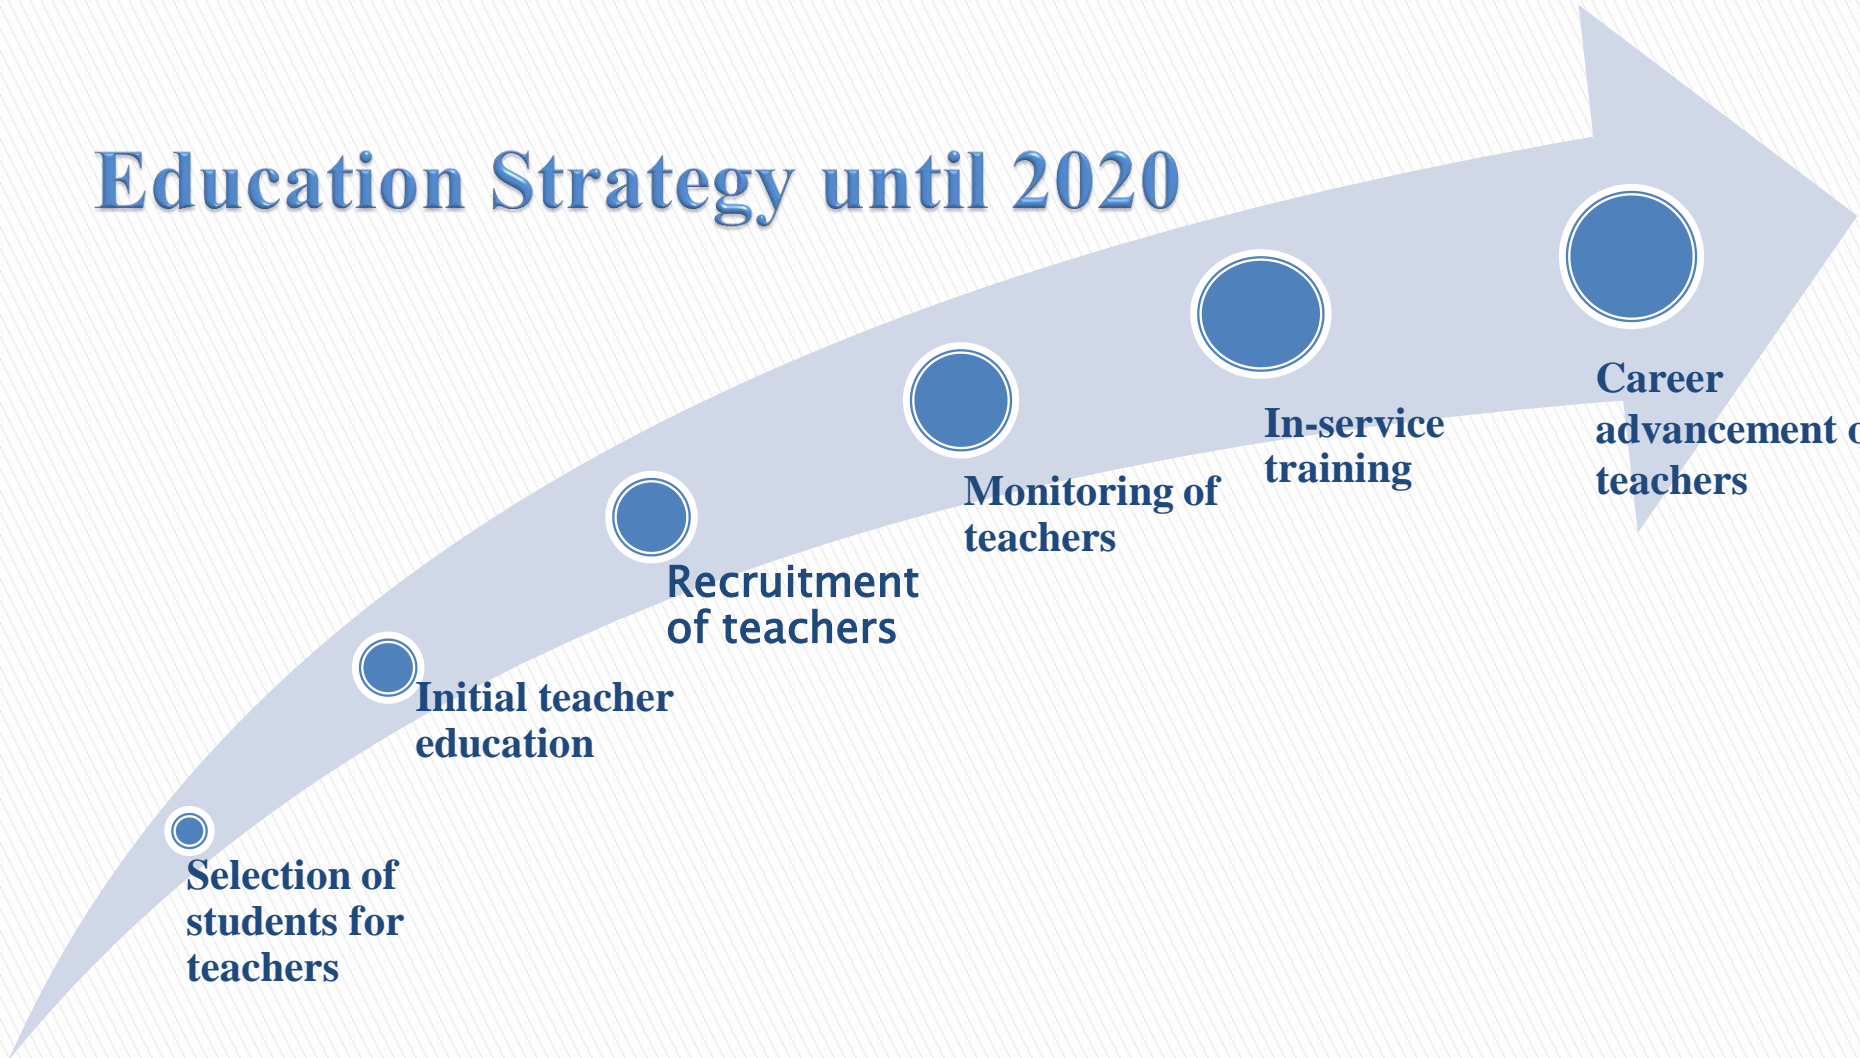 Education Strategy until 2020
Selection of
students for
teachers
Initial teacher
education
Recruitment
of teachers
Monitoring of
teachers
In-service
training
Career
advancement
teachers